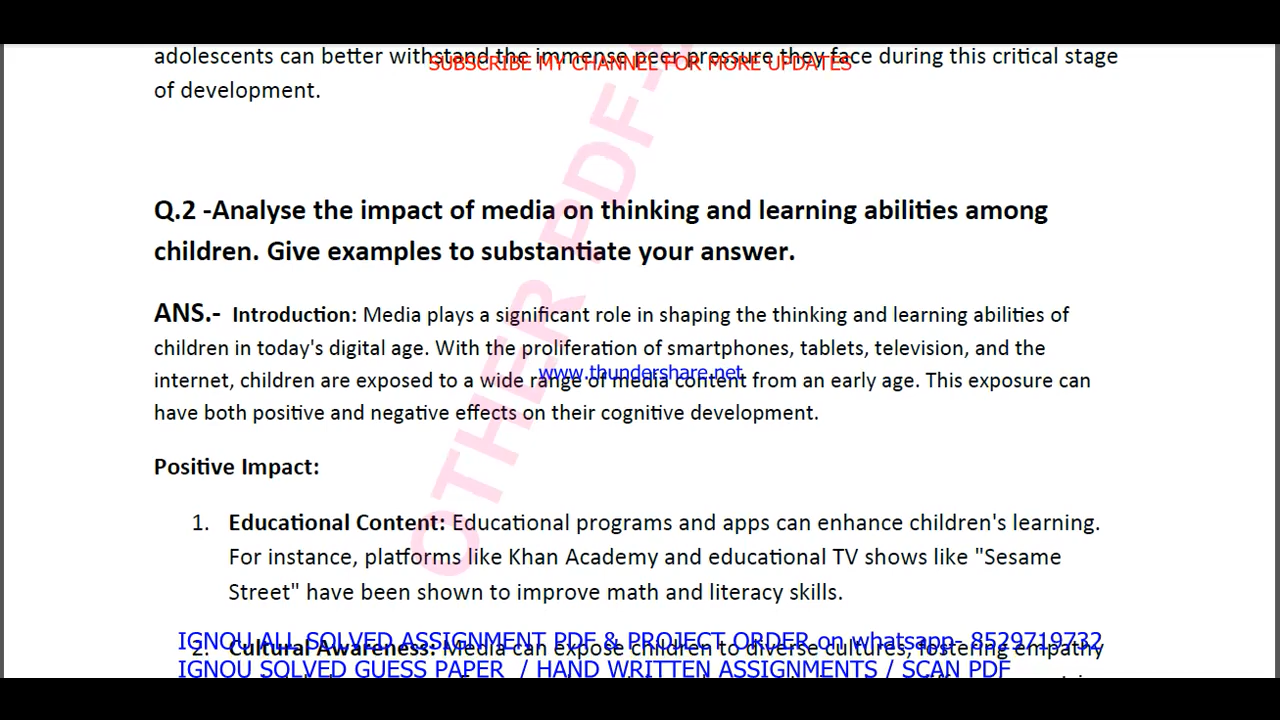 adolescents can better withstand the immense peer pressure they face during this critical stage
SUBSCRIBE MY CHANNEL FOR MORE UPDATES
of development.
OTHER PDF
Q.2 -Analyse the impact of media on thinking and learning abilities among
children. Give examples to substantiate your answer.
ANS.- Introduction: Media plays a significant role in shaping the thinking and learning abilities of
children in today's digital age. With the proliferation of smartphones, tablets, television, and the
www.thundershare.net
internet, children are exposed to a wide range of media content from an early age. This exposure can
have both positive and negative effects on their cognitive development.
Positive Impact:
1. Educational Content: Educational programs and apps can enhance children's learning.
For instance, platforms like Khan Academy and educational TV shows like "Sesame
Street" have been shown to improve math and literacy skills.
IGNOU ALL SOLVED ASSIGNMENT PDF & PROJECT ORDER on whatsapp- 8529719732
2. Cultural Awareness: Media can expose children to diverse cultures, fostering empathy
IGNOU SOLVED GUESS PAPER / HAND WRITTEN ASSIGNMENTS / SCAN PDF